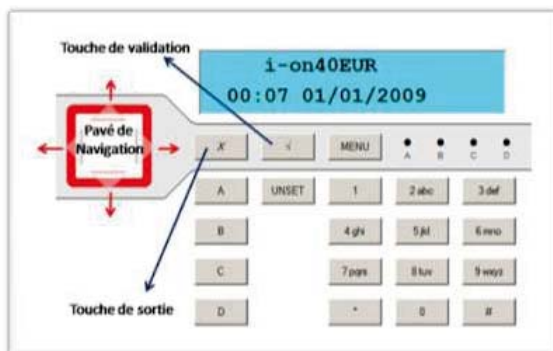 Touche de validation
i-on40EUR
00:07 01/01/2009
Pavé de
Navigation
X √ MENU
A B C D
A UNSET 1 2 abc 3 def
B 4 ghi 5 jkl 6 mno
C 7 pqrs 8 tuv 9 wxyz
Touche de sortie
D * 0 #